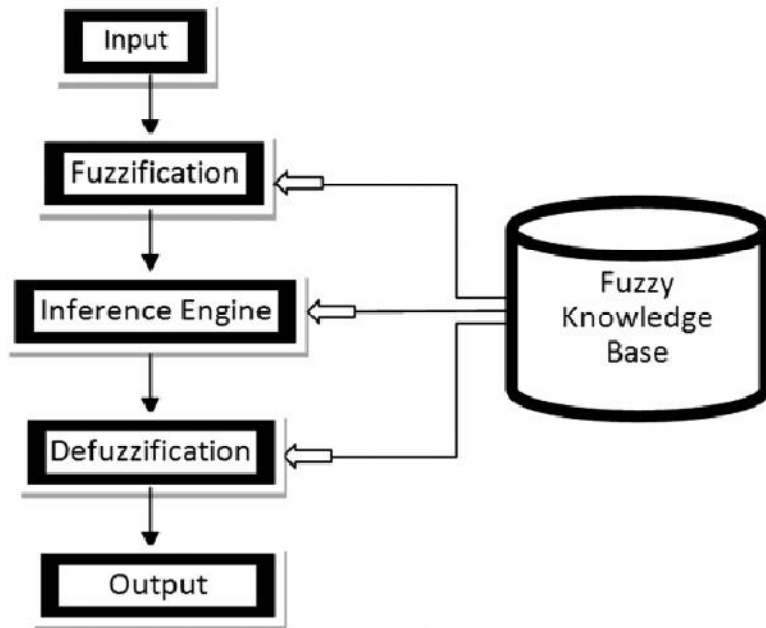 Input
Fuzzification
Inference Engine
Defuzzification
Output
Fuzzy
Knowledge
Base